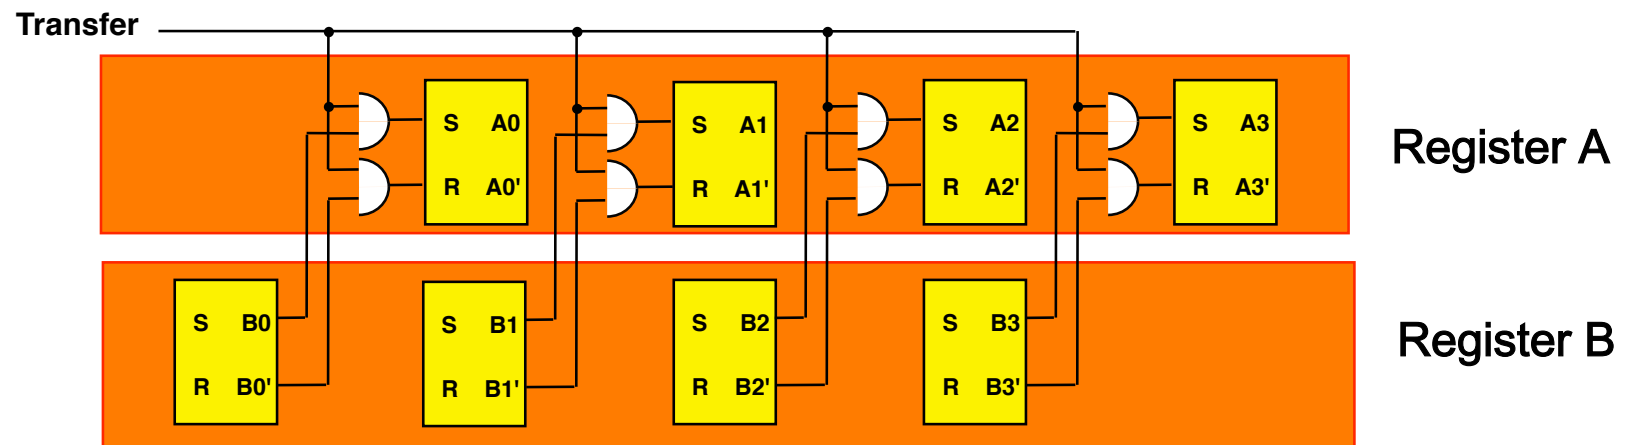 Transfer
S A0 S A1 S A2 S A3
R A0' R A1' R A2' R A3'
Register A
S B0 S B1 S B2 S B3
R B0' R B1' R B2' R B3'
Register B